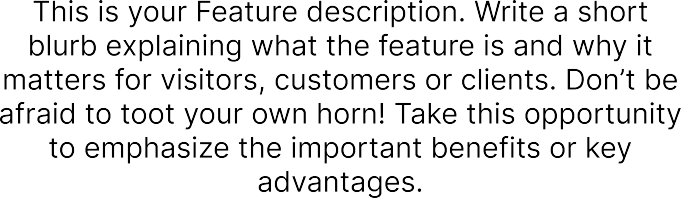 This is your Feature description. Write a short
blurb explaining what the feature is and why it
matters for visitors, customers or clients. Don’t be
afraid to toot your own horn! Take this opportunity
to emphasize the important benefits or key
advantages.